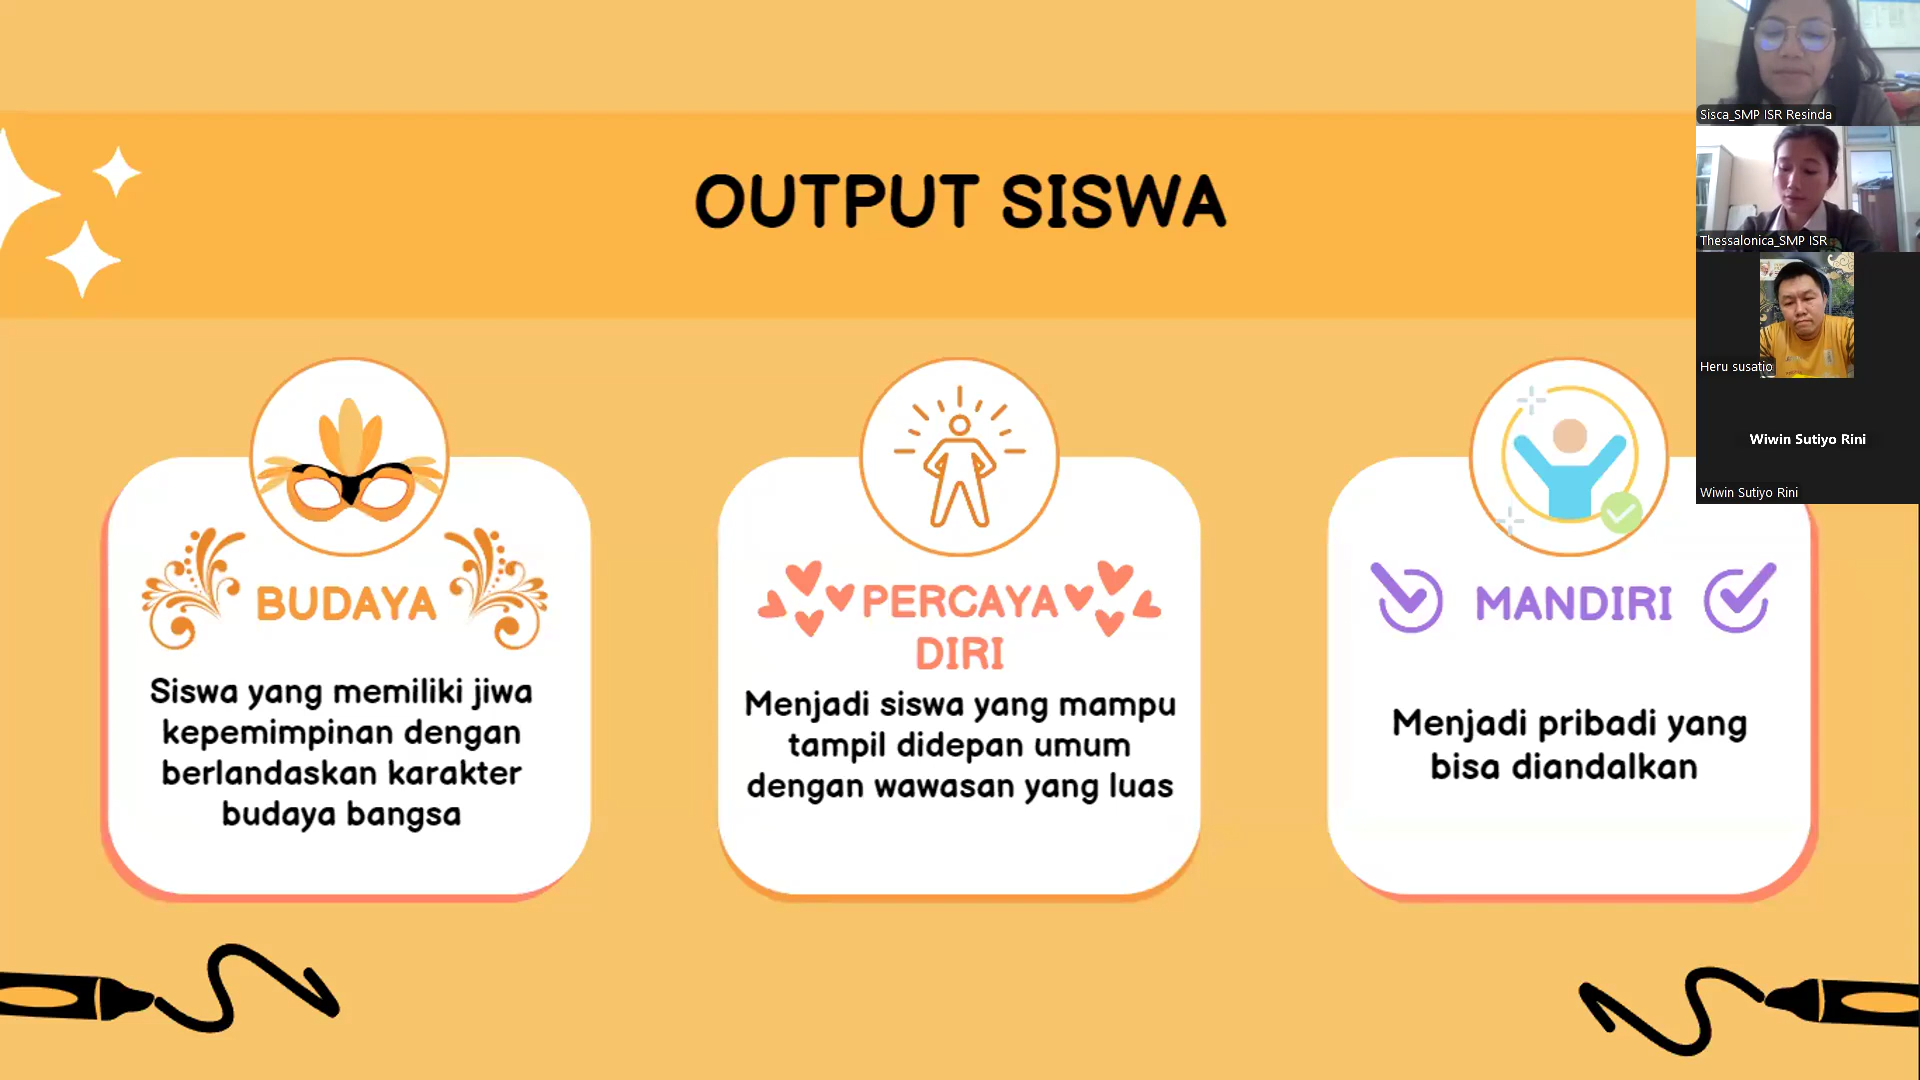 OUTPUT SISWA
BUDAYA
Siswa yang memiliki jiwa
kepemimpinan dengan
berlandaskan karakter
budaya bangsa
PERCAYA
DIRI
Menjadi siswa yang mampu
tampil didepan umum
dengan wawasan yang luas
MANDIRI
Menjadi pribadi yang
bisa diandalkan
Sisca_SMP ISR Resinda
Thessalonica_SMP ISR
Heru susatio
Wiwin Sutiyo Rini
Wiwin Sutiyo Rini